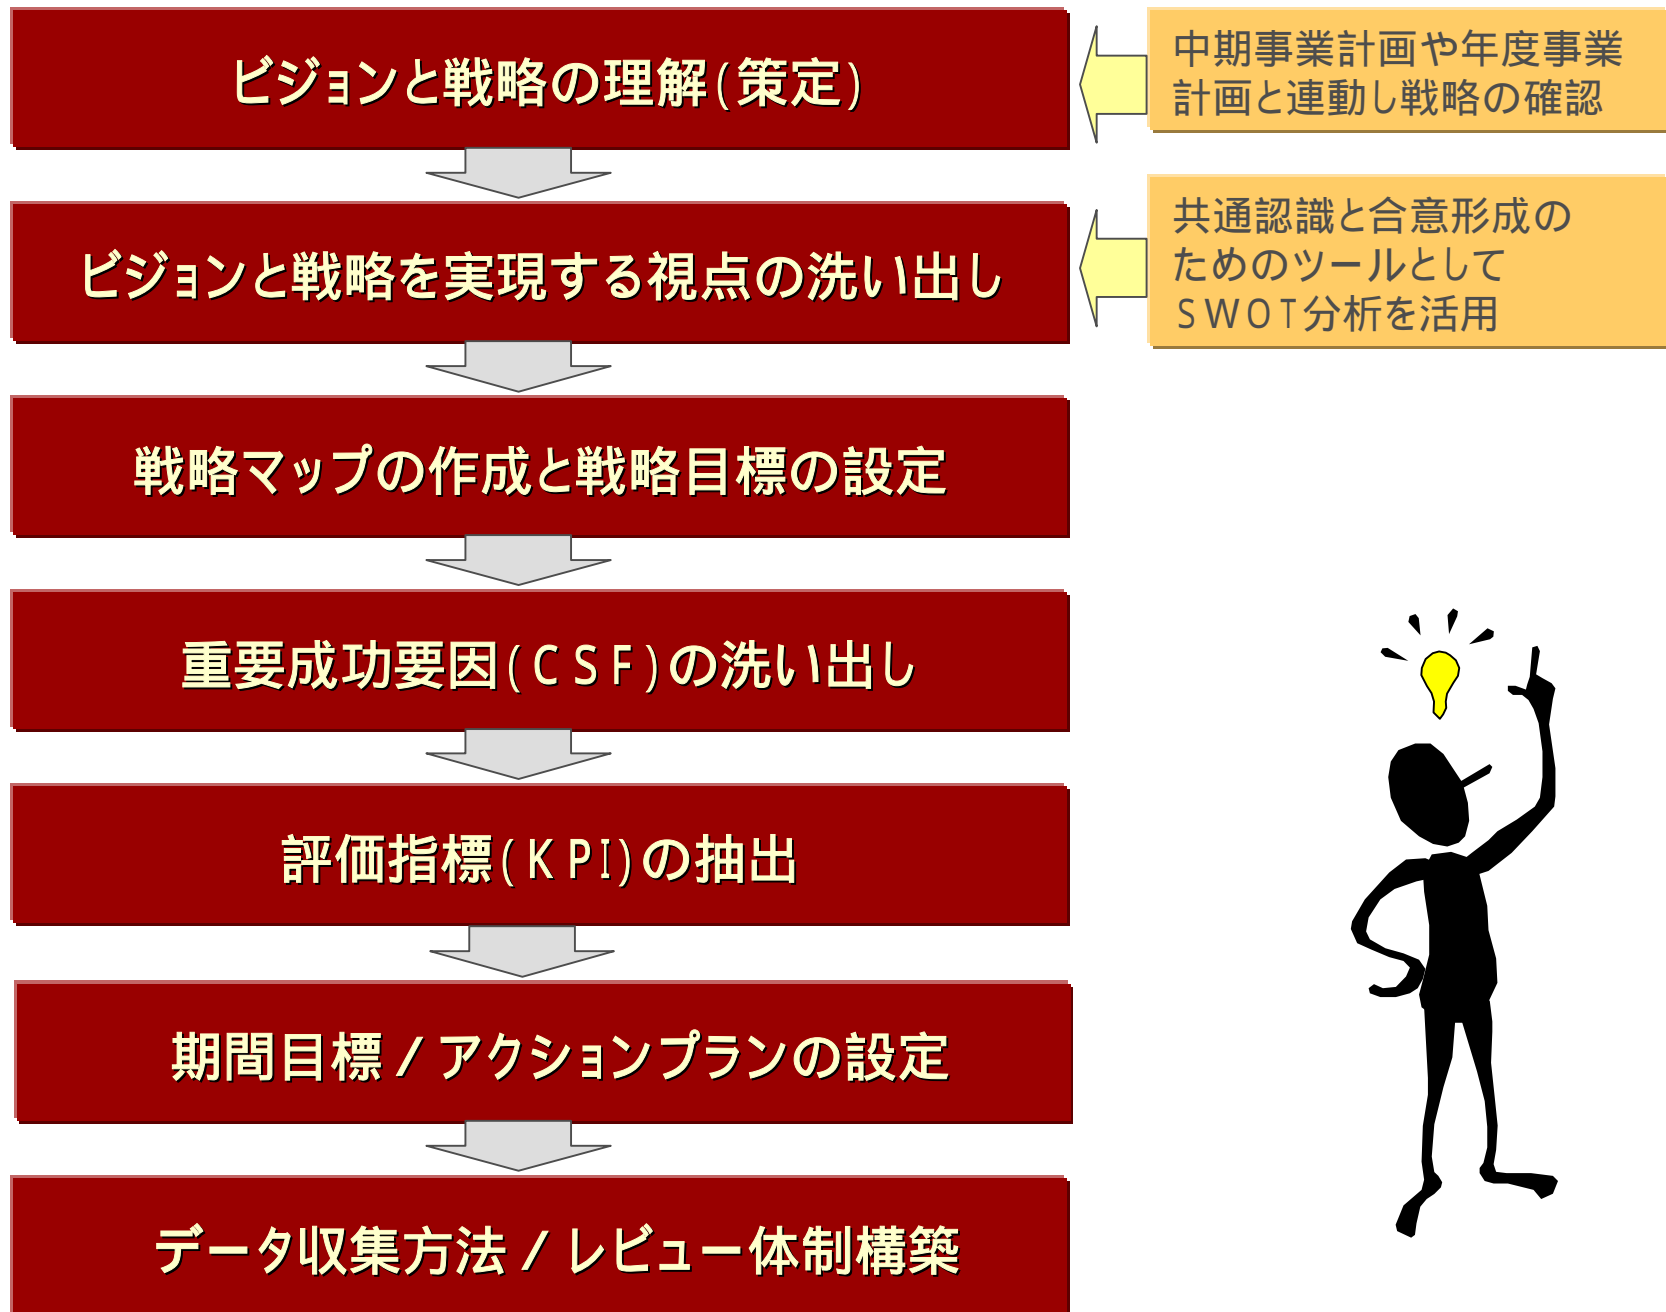 ビジョンと戦略の理解(策定)
中期事業計画や年度事業
計画と連動し戦略の確認
ビジョンと戦略を実現する視点の洗い出し
共通認識と合意形成の
ためのツールとして
SWOT分析を活用
戦略マップの作成と戦略目標の設定
重要成功要因(CSF)の洗い出し
評価指標(KPI)の抽出
期間目標/アクションプランの設定
データ収集方法/レビュー体制構築